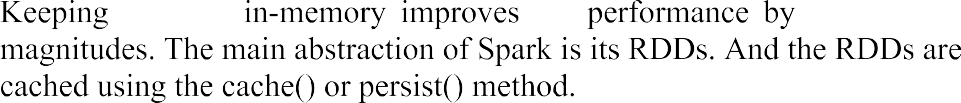 Keeping in-memory improves performance by
magnitudes. The main abstraction of Spark is its RDDs. And the RDDs are
cached using the cache() or persist() method.